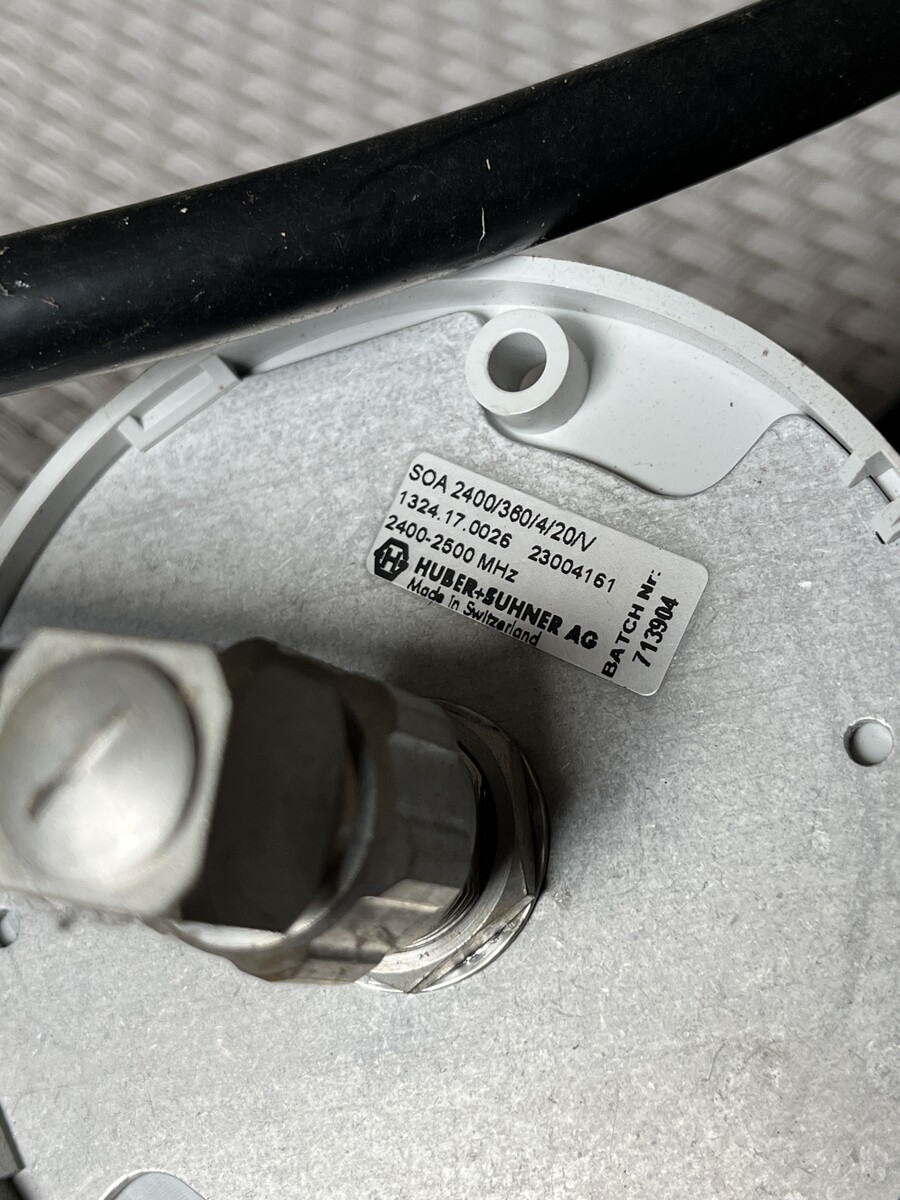 SOA 2400/360/4/20/V
1324.17.0026 23004161
2400-2500 MHz
H HUBER+SUHNER AG
Made in Switzerland
BATCH Nr:
713904